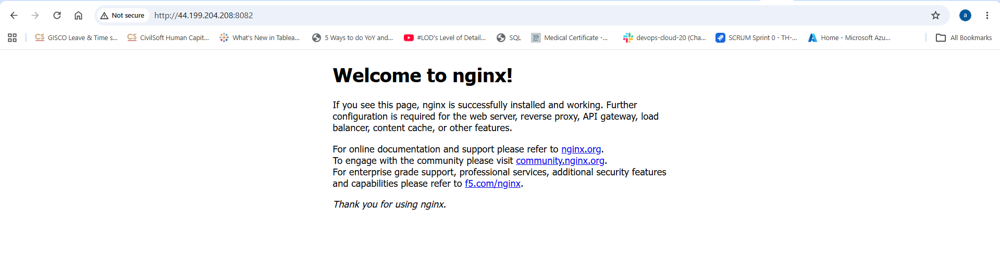 Not secure http://44.199.204.208:8082 a
GISCO Leave & Time s... CivilSoft Human Capit... What's New in Tablea... 5 Ways to do YoY and... #LOD's Level of Detail... SQL Medical Certificate -... devops-cloud-20 (Cha... SCRUM Sprint 0 - TH-... Home - Microsoft Azu... All Bookmarks
Welcome to nginx!
If you see this page, nginx is successfully installed and working. Further
configuration is required for the web server, reverse proxy, API gateway, load
balancer, content cache, or other features.
For online documentation and support please refer to nginx.org.
To engage with the community please visit community.nginx.org.
For enterprise grade support, professional services, additional security features
and capabilities please refer to f5.com/nginx.
Thank you for using nginx.